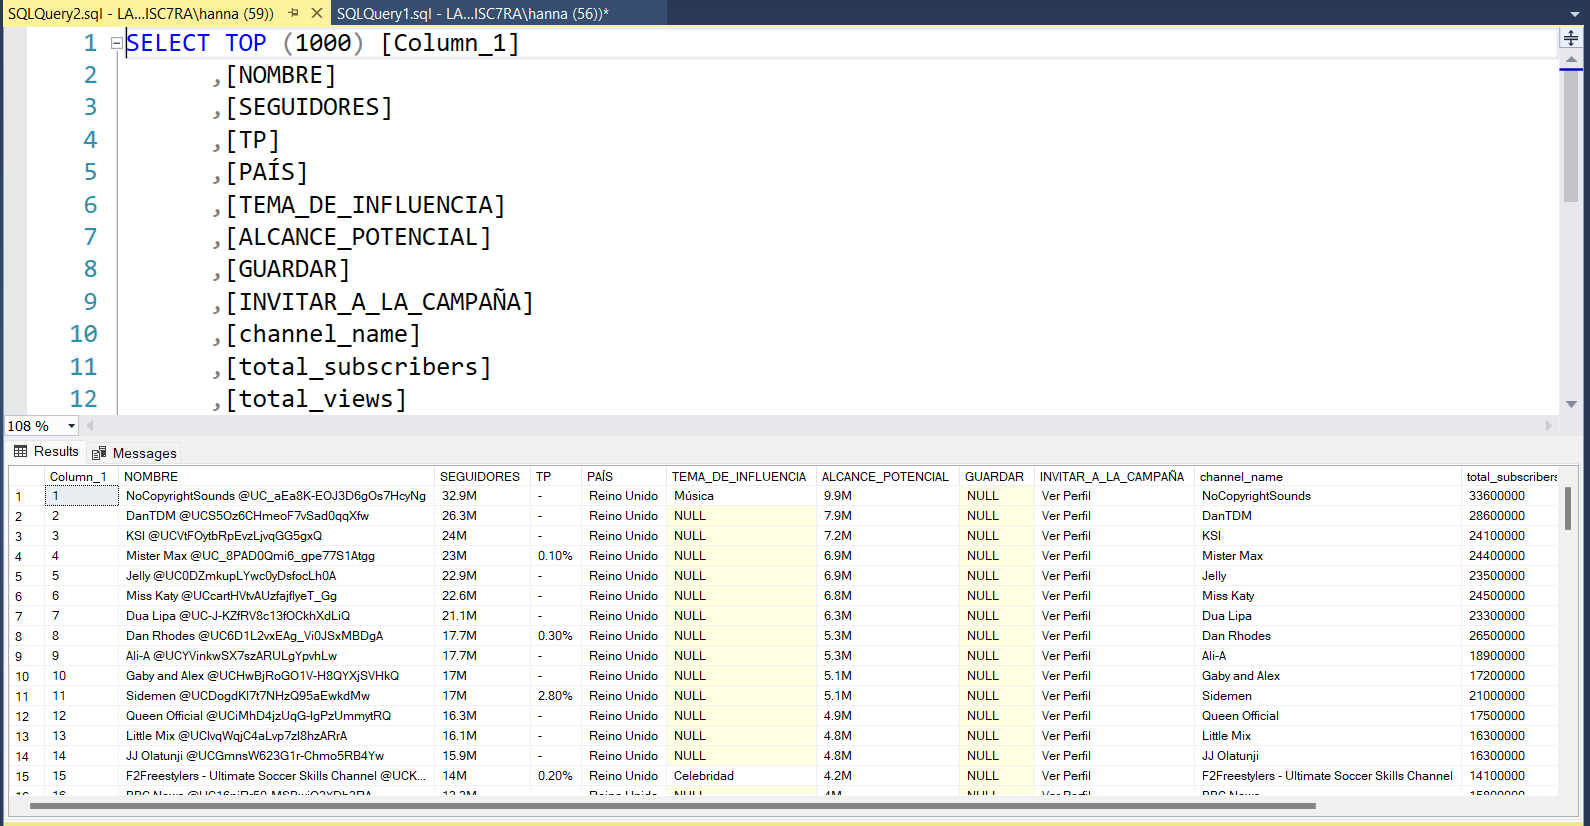 SQLQuery2.sql - LA...ISC7RA\hanna (59)) SQLQuery1.sql - LA...ISC7RA\hanna (56))*
1 SELECT TOP (1000) [Column_1]
2 ,[NOMBRE]
3 ,[SEGUIDORES]
4 ,[TP]
5 ,[PAÍS]
6 ,[TEMA_DE_INFLUENCIA]
7 ,[ALCANCE_POTENCIAL]
8 ,[GUARDAR]
9 ,[INVITAR_A_LA_CAMPAÑA]
10 ,[channel_name]
11 ,[total_subscribers]
12 ,[total_views]
108 %
Results Messages
Column_1 NOMBRE SEGUIDORES TP PAÍS TEMA_DE_INFLUENCIA ALCANCE_POTENCIAL GUARDAR INVITAR_A_LA_CAMPAÑA channel_name total_subscribers
1 1 NoCopyrightSounds @UC_aEa8K-EOJ3D6gOs7HcyNg 32.9M - Reino Unido Música 9.9M NULL Ver Perfil NoCopyrightSounds 33600000
2 2 DanTDM @UCS5Oz6CHmeoF7vSad0qqXfw 26.3M - Reino Unido NULL 7.9M NULL Ver Perfil DanTDM 28600000
3 3 KSI @UCVtFOytbRpEvzLjvqGG5gxQ 24M - Reino Unido NULL 7.2M NULL Ver Perfil KSI 24100000
4 4 Mister Max @UC_8PAD0Qmi6_gpe77S1Atgg 23M 0.10% Reino Unido NULL 6.9M NULL Ver Perfil Mister Max 24400000
5 5 Jelly @UC0DZmkupLYwc0yDsfocLh0A 22.9M - Reino Unido NULL 6.9M NULL Ver Perfil Jelly 23500000
6 6 Miss Katy @UCcartHVtvAUzfajflyeT_Gg 22.6M - Reino Unido NULL 6.8M NULL Ver Perfil Miss Katy 24500000
7 7 Dua Lipa @UC-J-KZfRV8c13fOCkhXdLiQ 21.1M - Reino Unido NULL 6.3M NULL Ver Perfil Dua Lipa 23300000
8 8 Dan Rhodes @UC6D1L2vxEAg_Vi0JSxMBDgA 17.7M 0.30% Reino Unido NULL 5.3M NULL Ver Perfil Dan Rhodes 26500000
9 9 Ali-A @UCYVinkwSX7szARULgYpvhLw 17.7M - Reino Unido NULL 5.3M NULL Ver Perfil Ali-A 18900000
10 10 Gaby and Alex @UCHwBjRoGO1V-H8QYXjSVHkQ 17M - Reino Unido NULL 5.1M NULL Ver Perfil Gaby and Alex 17200000
11 11 Sidemen @UCDogdKl7t7NHzQ95aEwkdMw 17M 2.80% Reino Unido NULL 5.1M NULL Ver Perfil Sidemen 21000000
12 12 Queen Official @UCiMhD4jzUqG-IgPzUmmytRQ 16.3M - Reino Unido NULL 4.9M NULL Ver Perfil Queen Official 17500000
13 13 Little Mix @UClvqWqjC4aLvp7zI8hzARrA 16.1M - Reino Unido NULL 4.8M NULL Ver Perfil Little Mix 16300000
14 14 JJ Olatunji @UCGmnsW623G1r-Chmo5RB4Yw 15.9M - Reino Unido NULL 4.8M NULL Ver Perfil JJ Olatunji 16300000
15 15 F2Freestylers - Ultimate Soccer Skills Channel @UCK... 14M 0.20% Reino Unido Celebridad 4.2M NULL Ver Perfil F2Freestylers - Ultimate Soccer Skills Channel 14100000